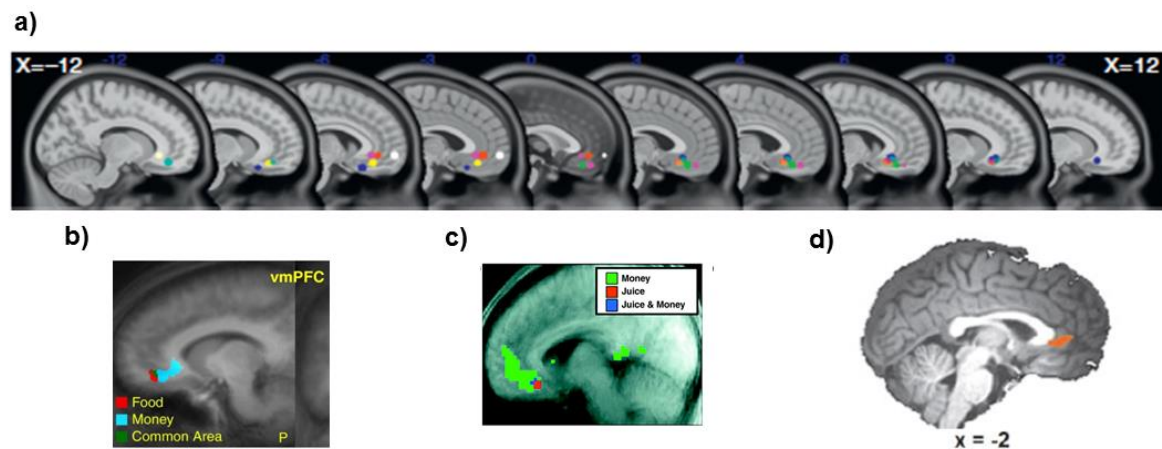 a)
X=-12 -12 -9 -6 -3 0 3 4 6 9 12 X=12
b)
vmPFC
Food
Money
Common Area
P
c)
Money
Juice
Juice & Money
d)
x = -2